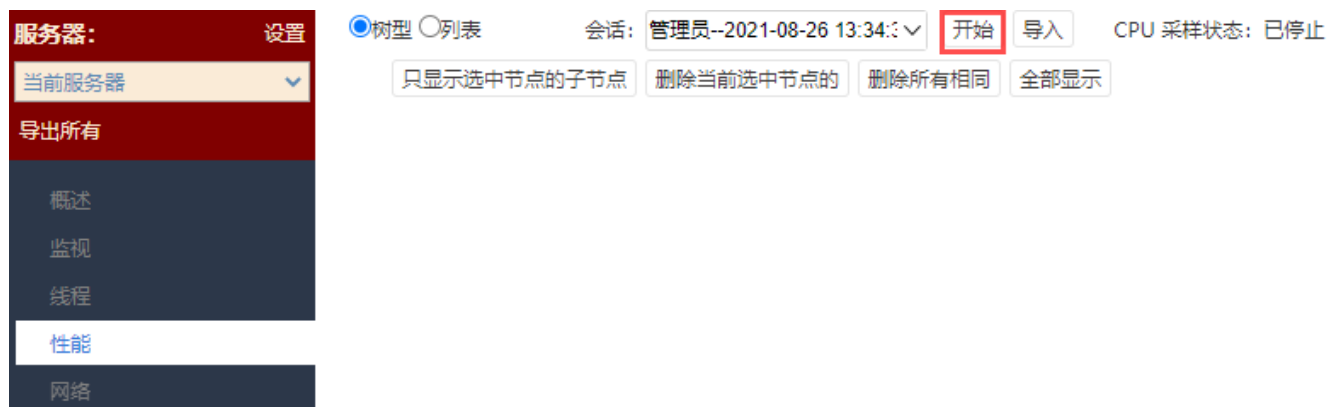 服务器： 设置
当前服务器
导出所有
概述
监视
线程
性能
网络
树型 列表 会话： 管理员--2021-08-26 13:34: 开始 导入 CPU 采样状态：已停止
只显示选中节点的子节点 删除当前选中节点的 删除所有相同 全部显示